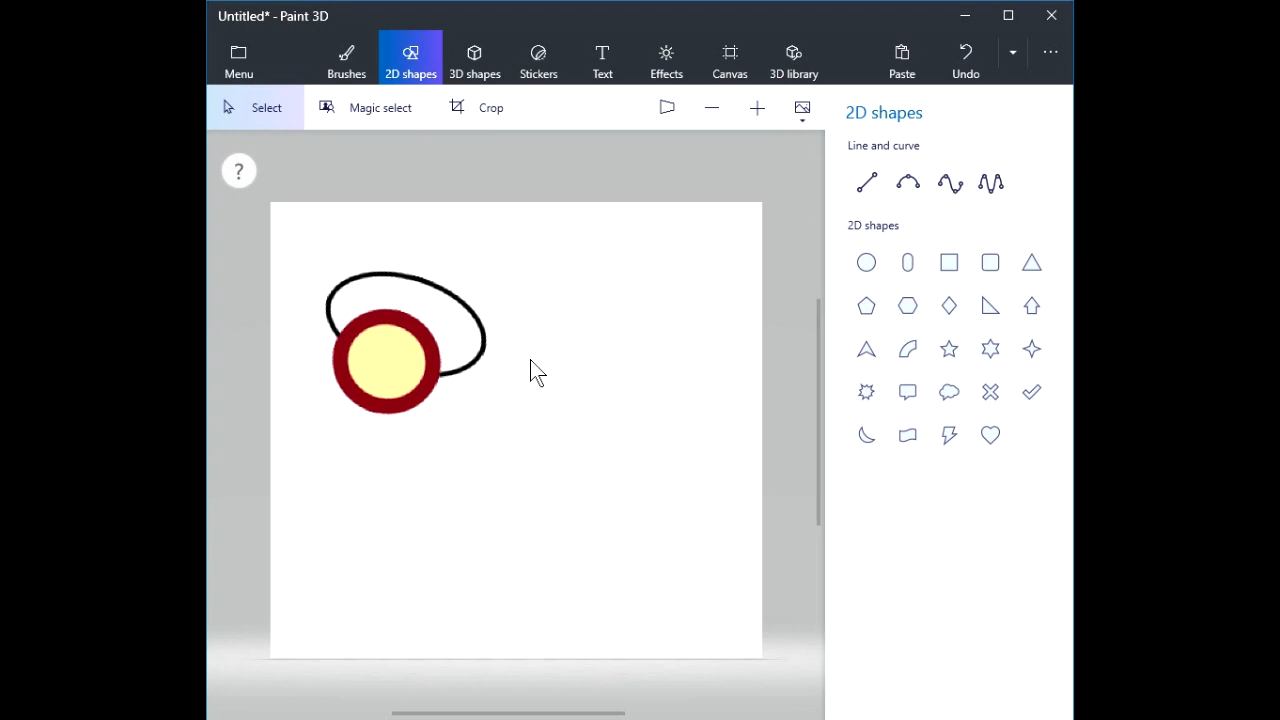 Untitled* - Paint 3D
Menu
Brushes
2D shapes
3D shapes
Stickers
Text
Effects
Canvas
3D library
Paste
Undo
Select
Magic select
Crop
2D shapes
Line and curve
?
2D shapes